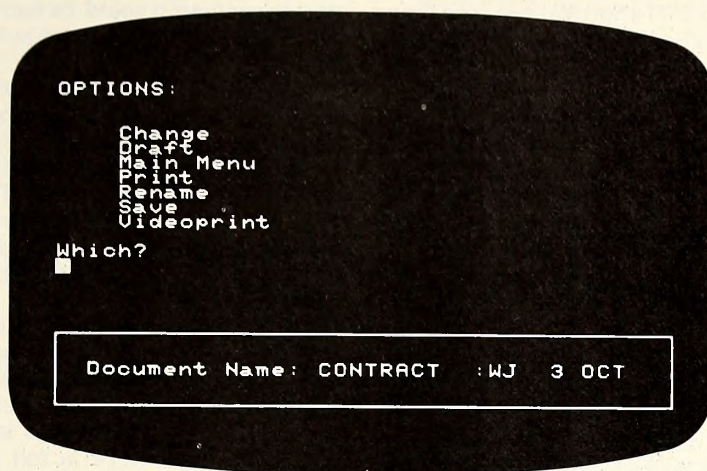 OPTIONS:
Change
Draft
Main Menu
Print
Rename
Save
Videoprint
Which?
Document Name: CONTRACT :WJ 3 OCT